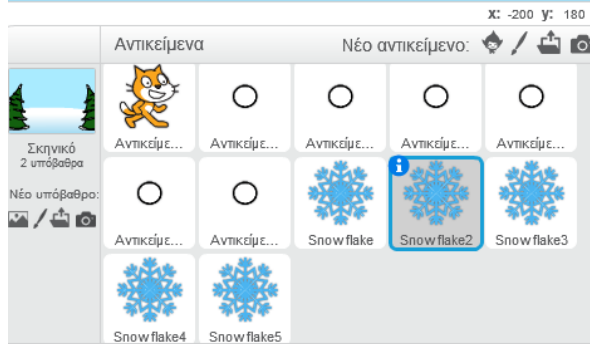 x: -200 y: 180
Αντικείμενα
Νέο αντικείμενο:
Αντικείμε...
Αντικείμε...
Αντικείμε...
Αντικείμε...
Αντικείμε...
Σκηνικό
2 υπόβαθρα
Νέο υπόβαθρο:
Αντικείμε...
Αντικείμε...
Snowflake
Snowflake2
Snowflake3
Snowflake4
Snowflake5